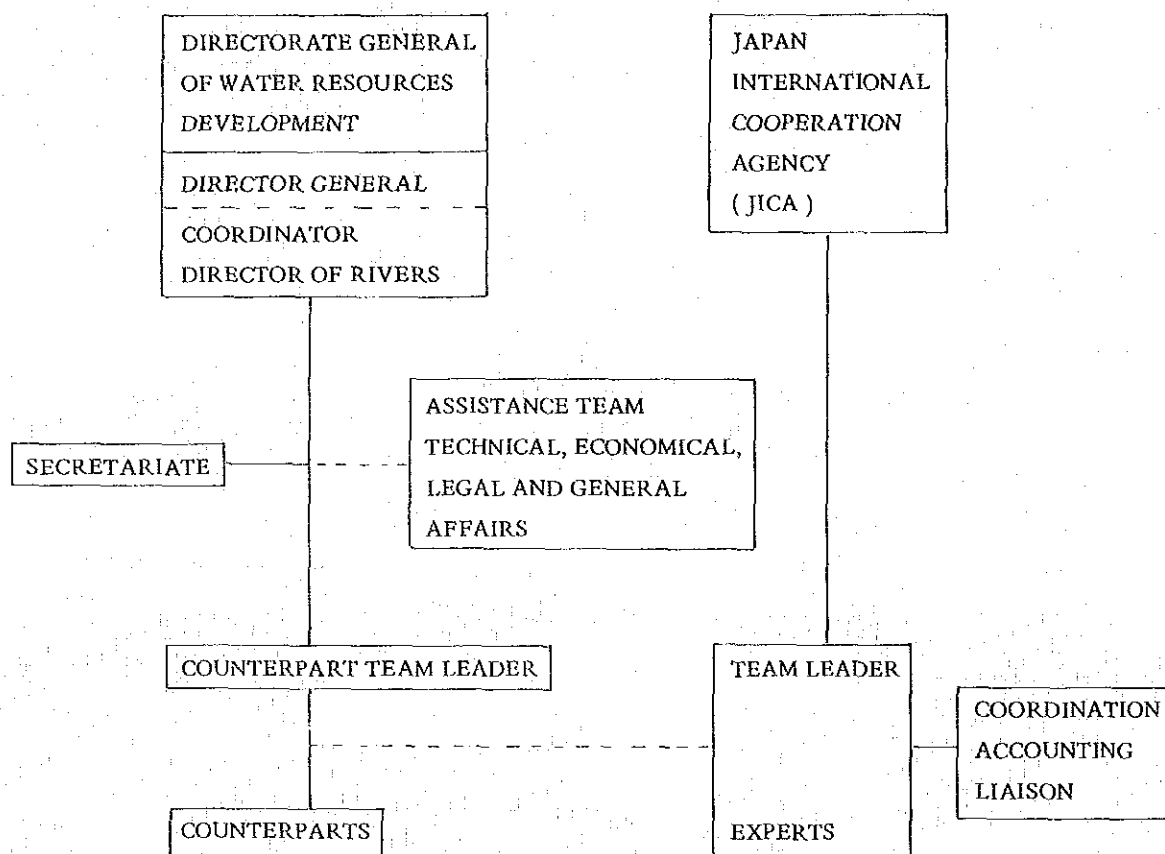 DIRECTORATE GENERAL
OF WATER RESOURCES
DEVELOPMENT
DIRECTOR GENERAL
COORDINATOR
DIRECTOR OF RIVERS
JAPAN
INTERNATIONAL
COOPERATION
AGENCY
( JICA )
SECRETARIATE
ASSISTANCE TEAM
TECHNICAL, ECONOMICAL,
LEGAL AND GENERAL
AFFAIRS
COUNTERPART TEAM LEADER
COUNTERPARTS
TEAM LEADER
EXPERTS
COORDINATION
ACCOUNTING
LIAISON